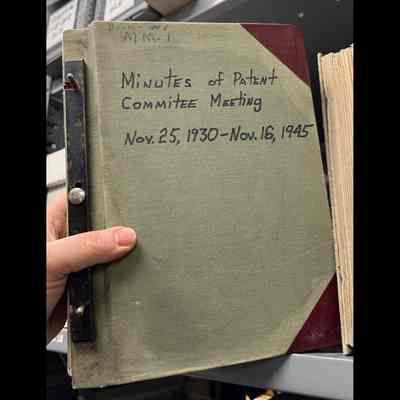 Minutes of Patent
Commitee Meeting
Nov. 25, 1930-Nov. 16, 1945